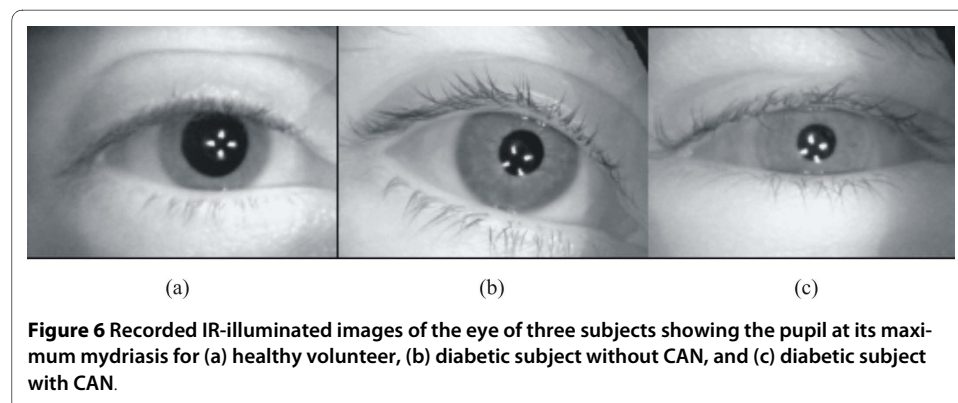 (a)
(b)
(c)
Figure 6 Recorded IR-illuminated images of the eye of three subjects showing the pupil at its maxi-
mum mydriasis for (a) healthy volunteer, (b) diabetic subject without CAN, and (c) diabetic subject
with CAN.